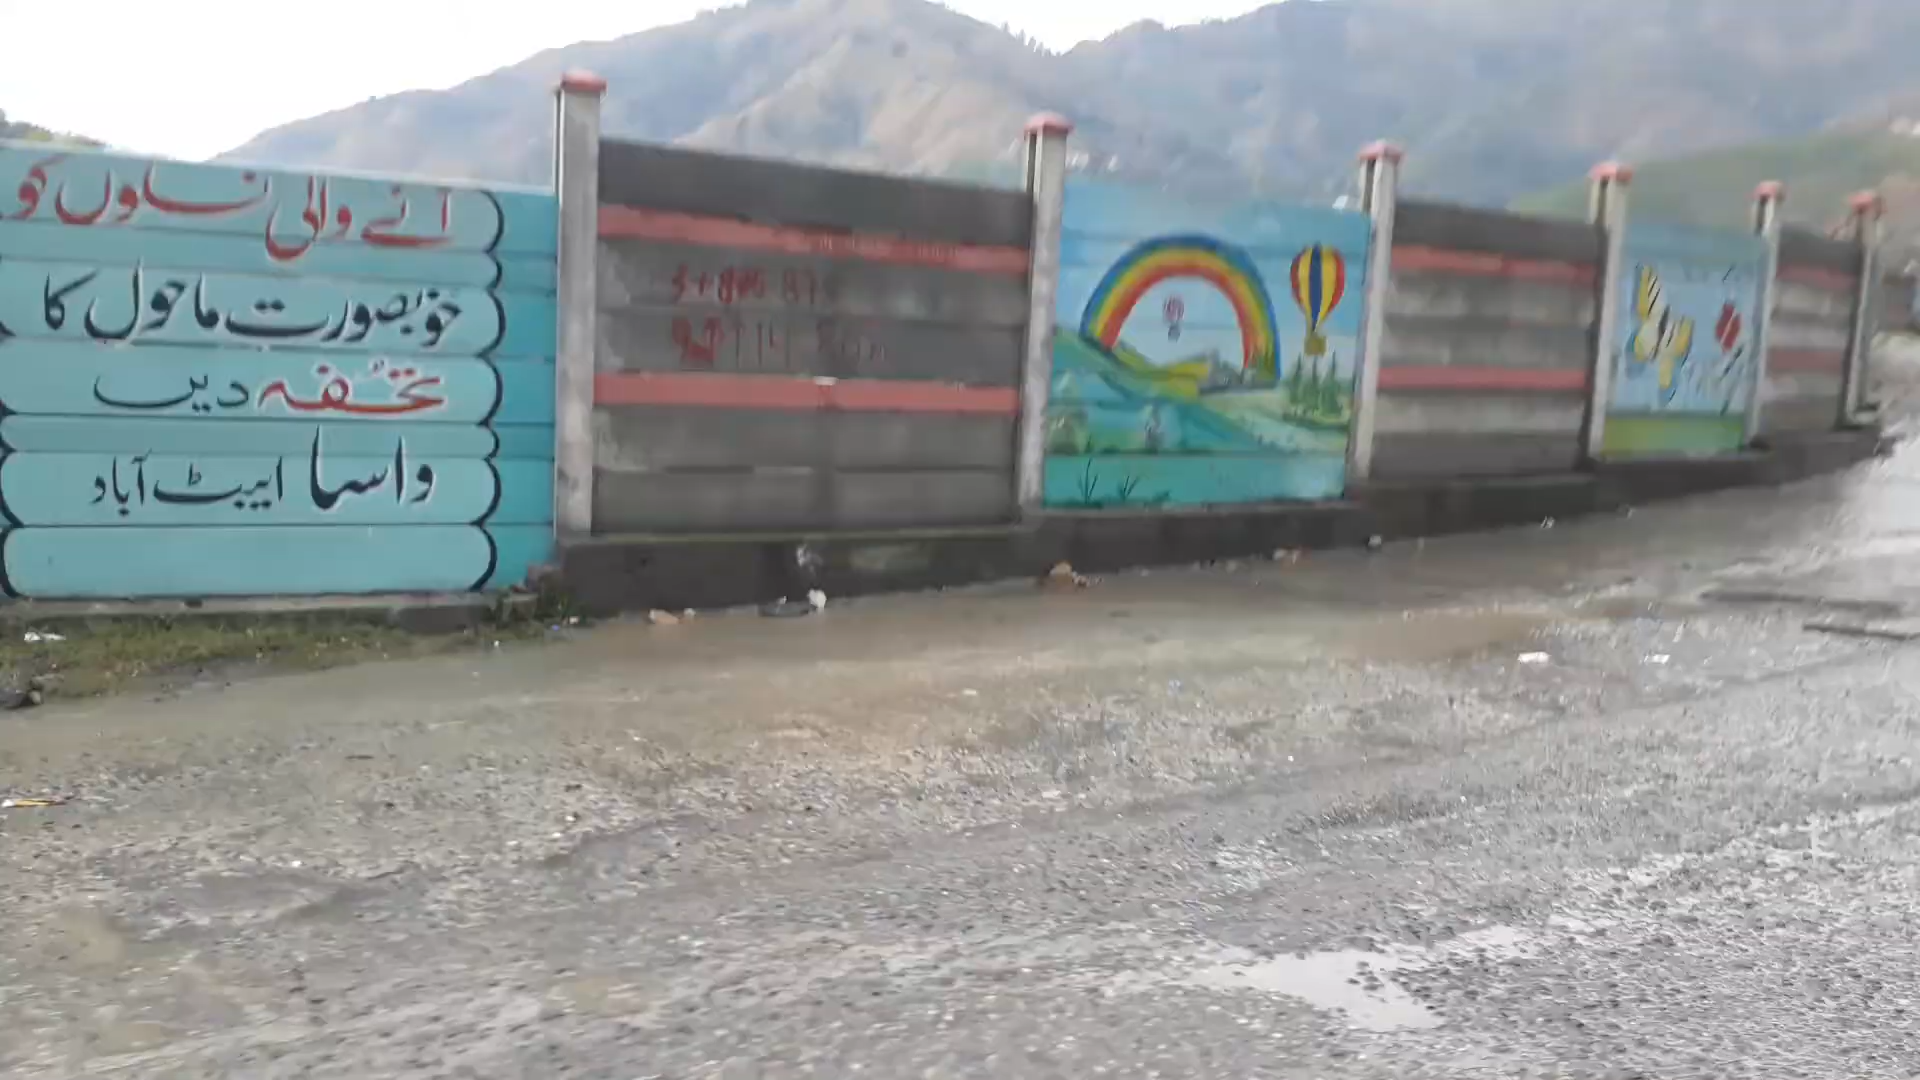 آنے والی نسلوں کو
خوبصورت ماحول کا
تحفہ دیں
واسا ایبٹ آباد